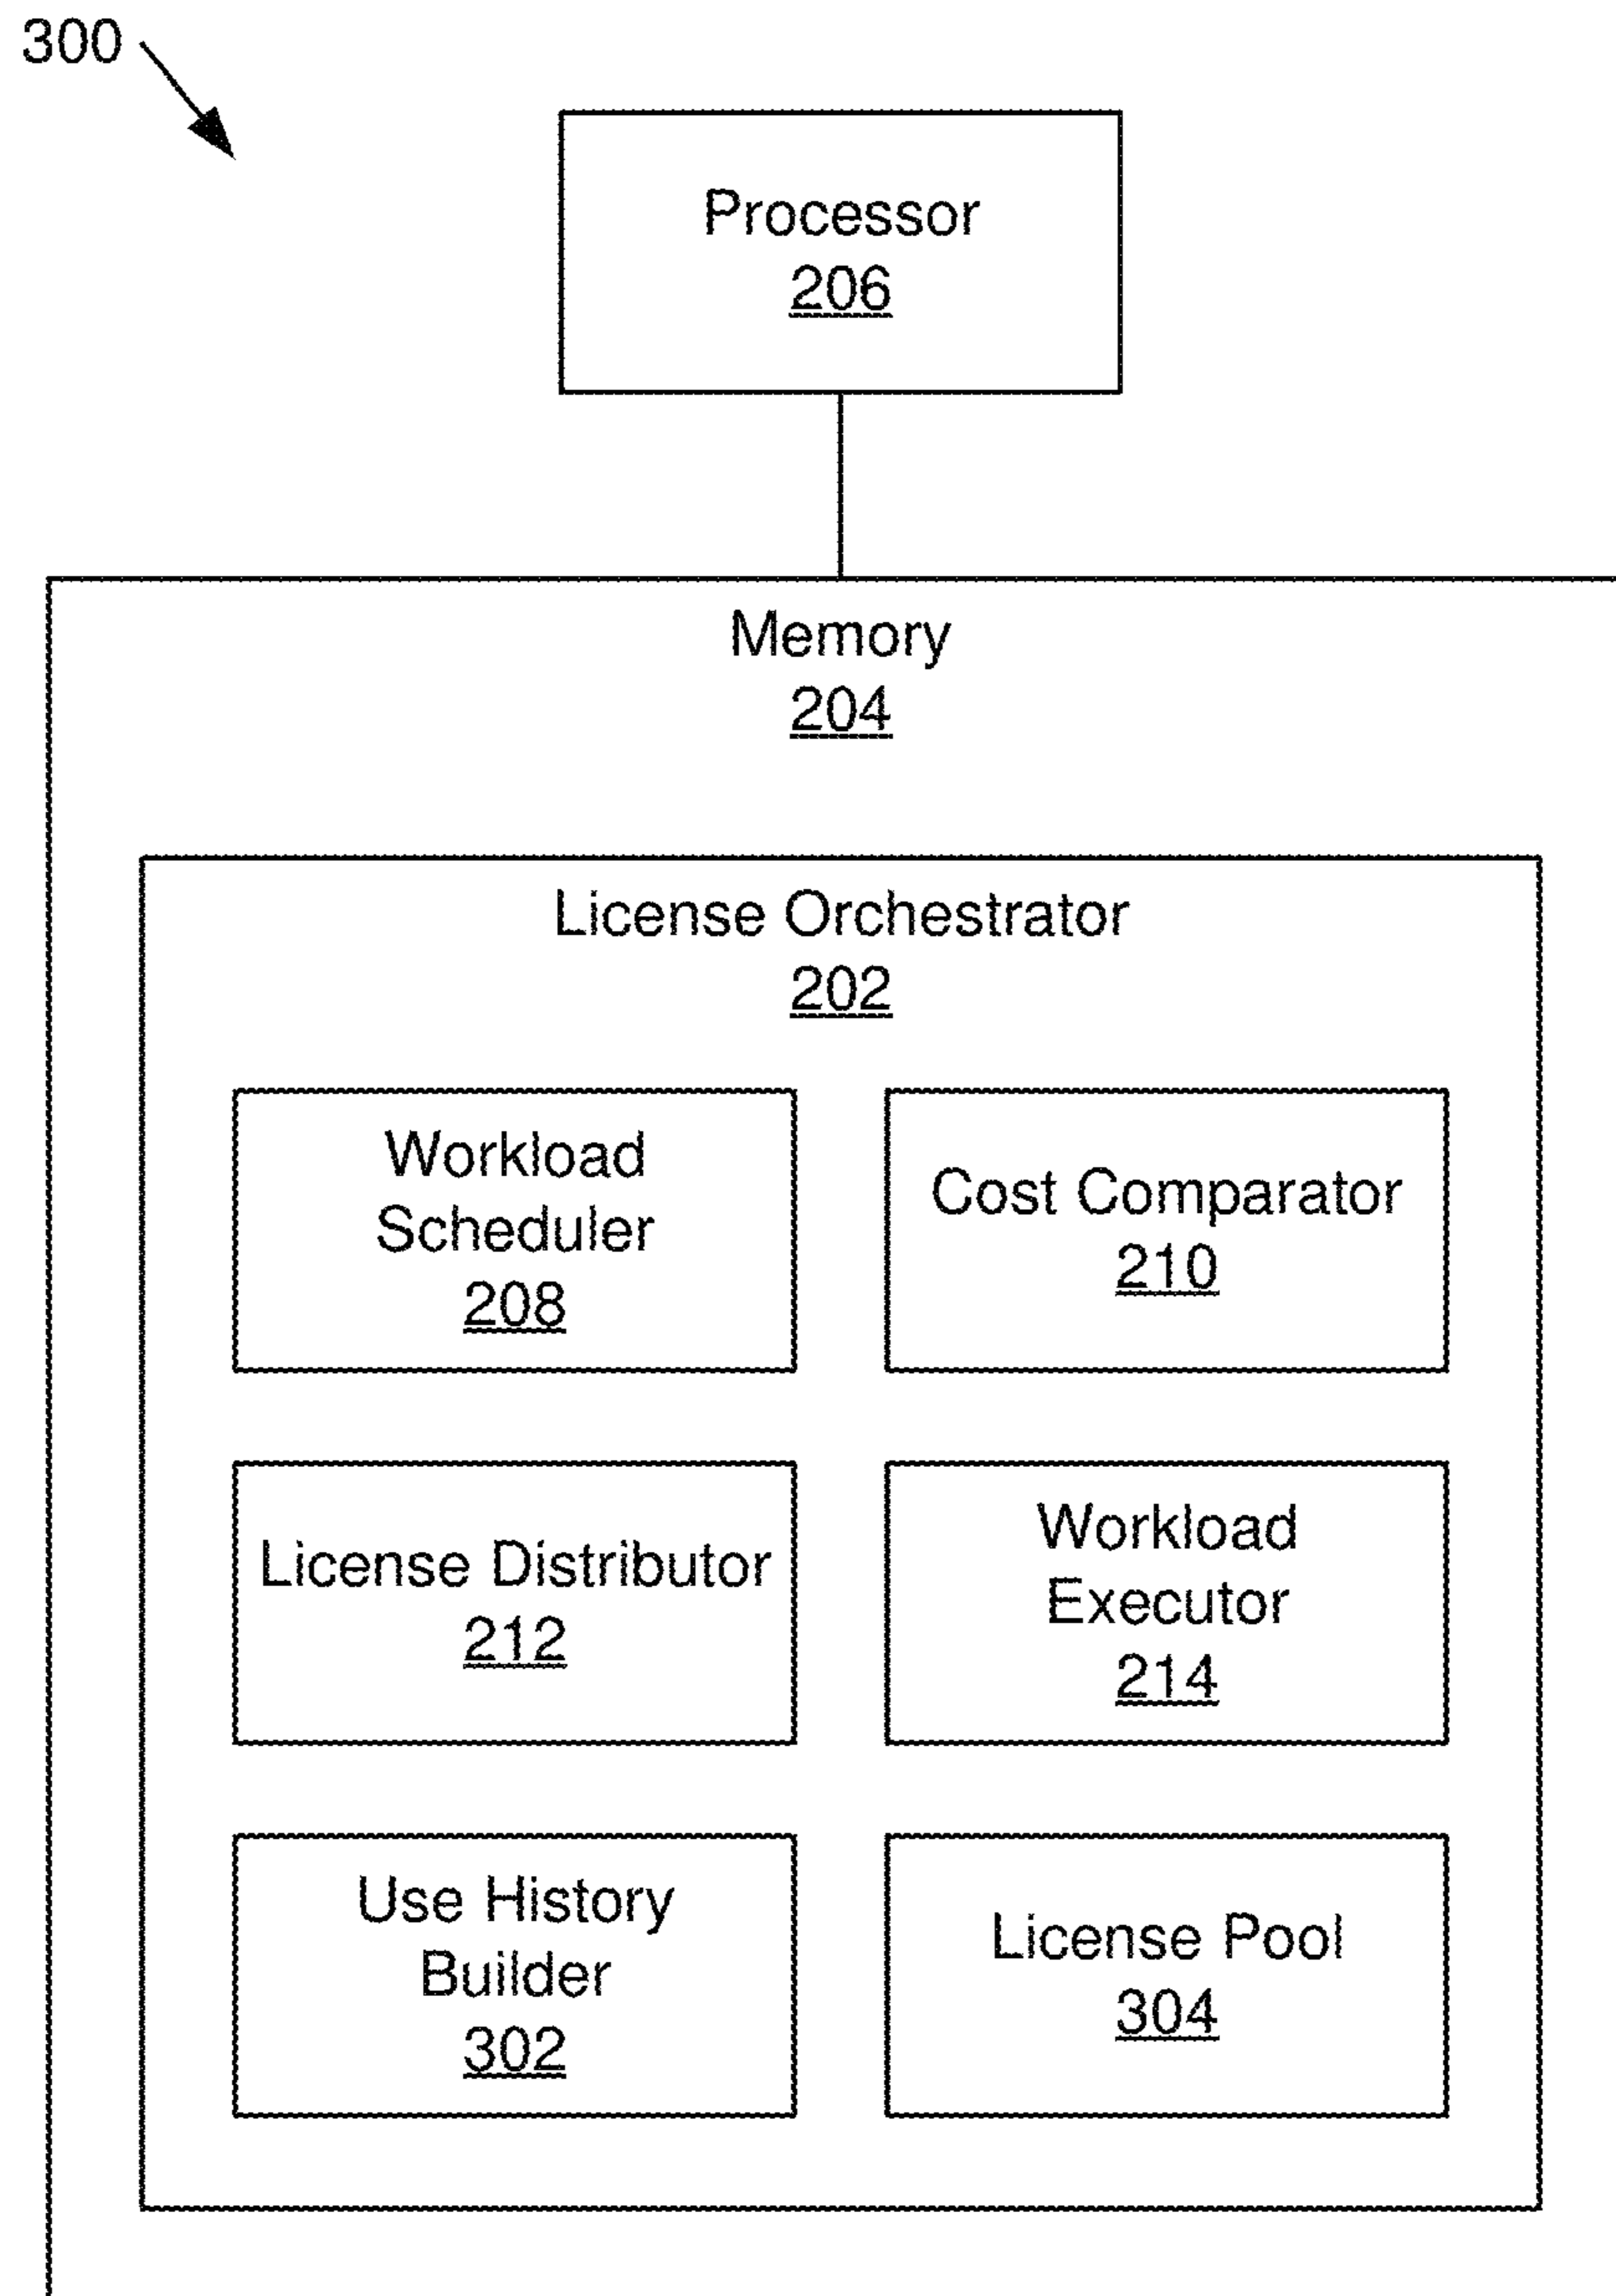 300
Processor
206
Memory
204
License Orchestrator
202
Workload
Scheduler
208
Cost Comparator
210
License Distributor
212
Workload
Executor
214
Use History
Builder
302
License Pool
304